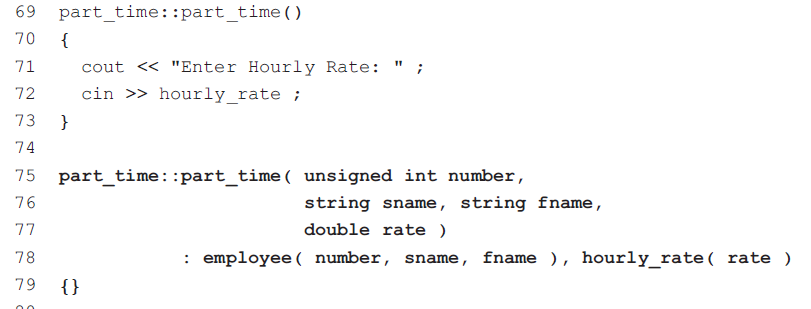 69 part_time::part_time()
70 {
71   cout << "Enter Hourly Rate: " ;
72   cin >> hourly_rate ;
73 }
74
75 part_time::part_time( unsigned int number,
76                       string sname, string fname,
77                       double rate )
78            : employee( number, sname, fname ), hourly_rate( rate )
79 {}